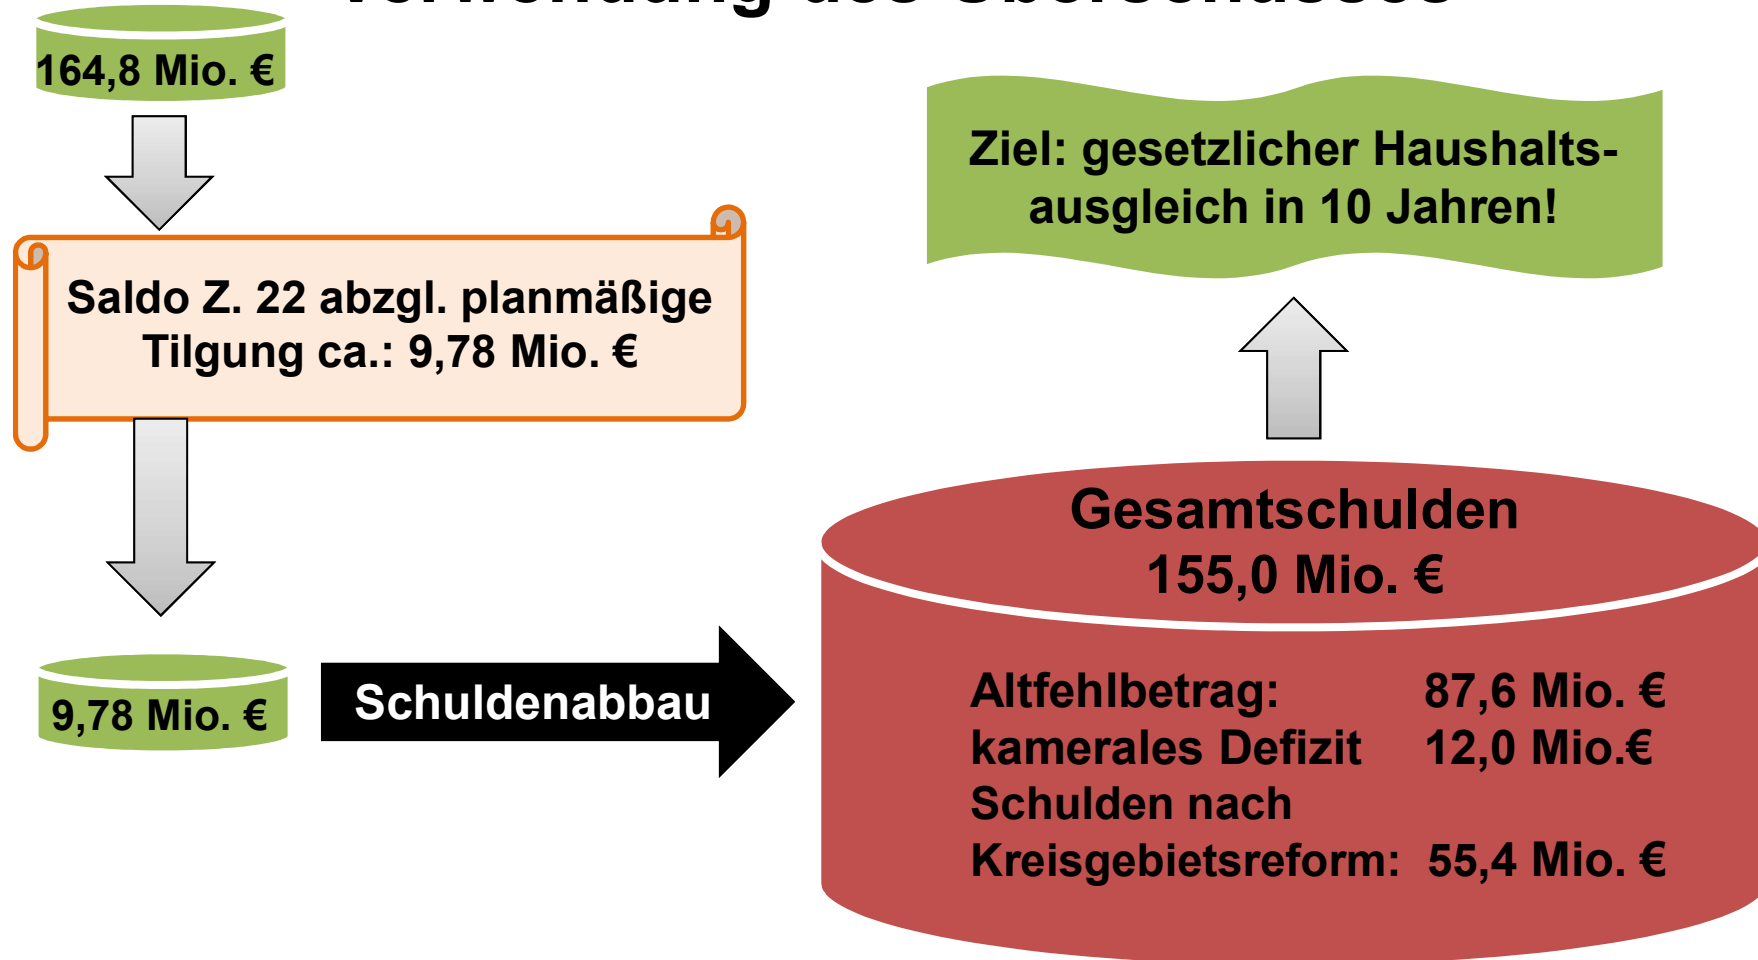 164,8 Mio. €
Saldo Z. 22 abzgl. planmäßige
Tilgung ca.: 9,78 Mio. €
9,78 Mio. €
Schuldenabbau
Ziel: gesetzlicher Haushalts-
ausgleich in 10 Jahren!
Gesamtschulden
155,0 Mio. €
Altfehlbetrag: 87,6 Mio. €
kamerales Defizit 12,0 Mio.€
Schulden nach
Kreisgebietsreform: 55,4 Mio. €